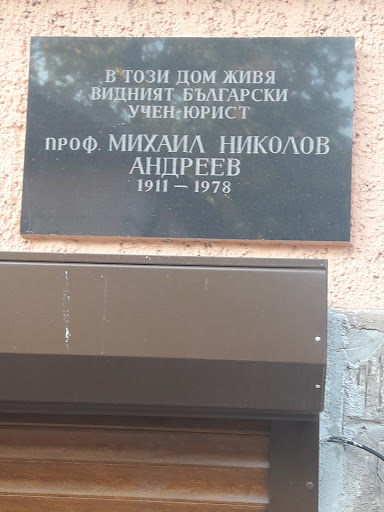 В ТОЗИ ДОМ ЖИВЯ
ВИДНИЯТ БЪЛГАРСКИ
УЧЕН-ЮРИСТ
ПРОФ. МИХАИЛ НИКОЛОВ
АНДРЕЕВ
1911 – 1978